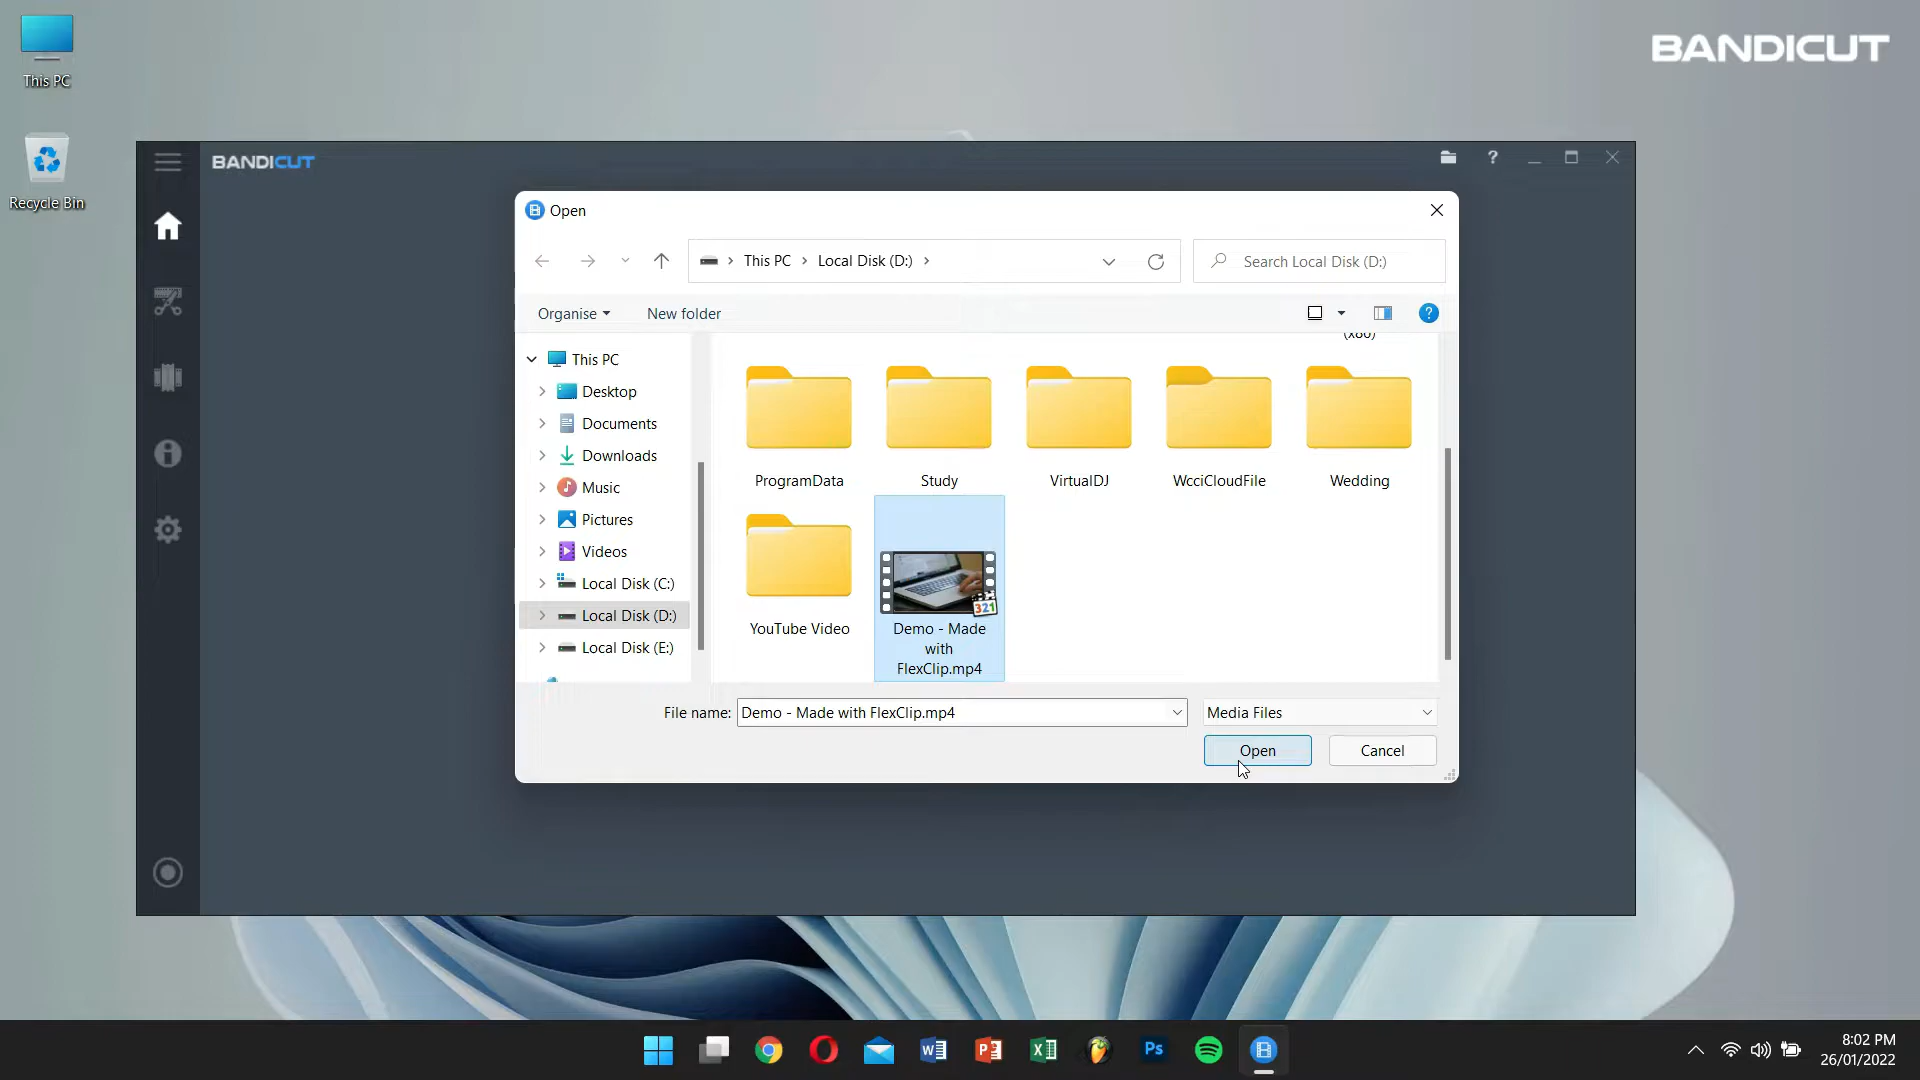 This PC
Recycle Bin
BANDICUT
BANDICUT
?
Open
This PC
Local Disk (D:)
Search Local Disk (D:)
Organise
New folder
?
(x86)
This PC
Desktop
Documents
Downloads
Music
Pictures
Videos
Local Disk (C:)
Local Disk (D:)
Local Disk (E:)
ProgramData
Study
VirtualDJ
WcciCloudFile
Wedding
YouTube Video
321
Demo - Made
with
FlexClip.mp4
File name:
Demo - Made with FlexClip.mp4
Media Files
Open
Cancel
Ps
8:02 PM
26/01/2022